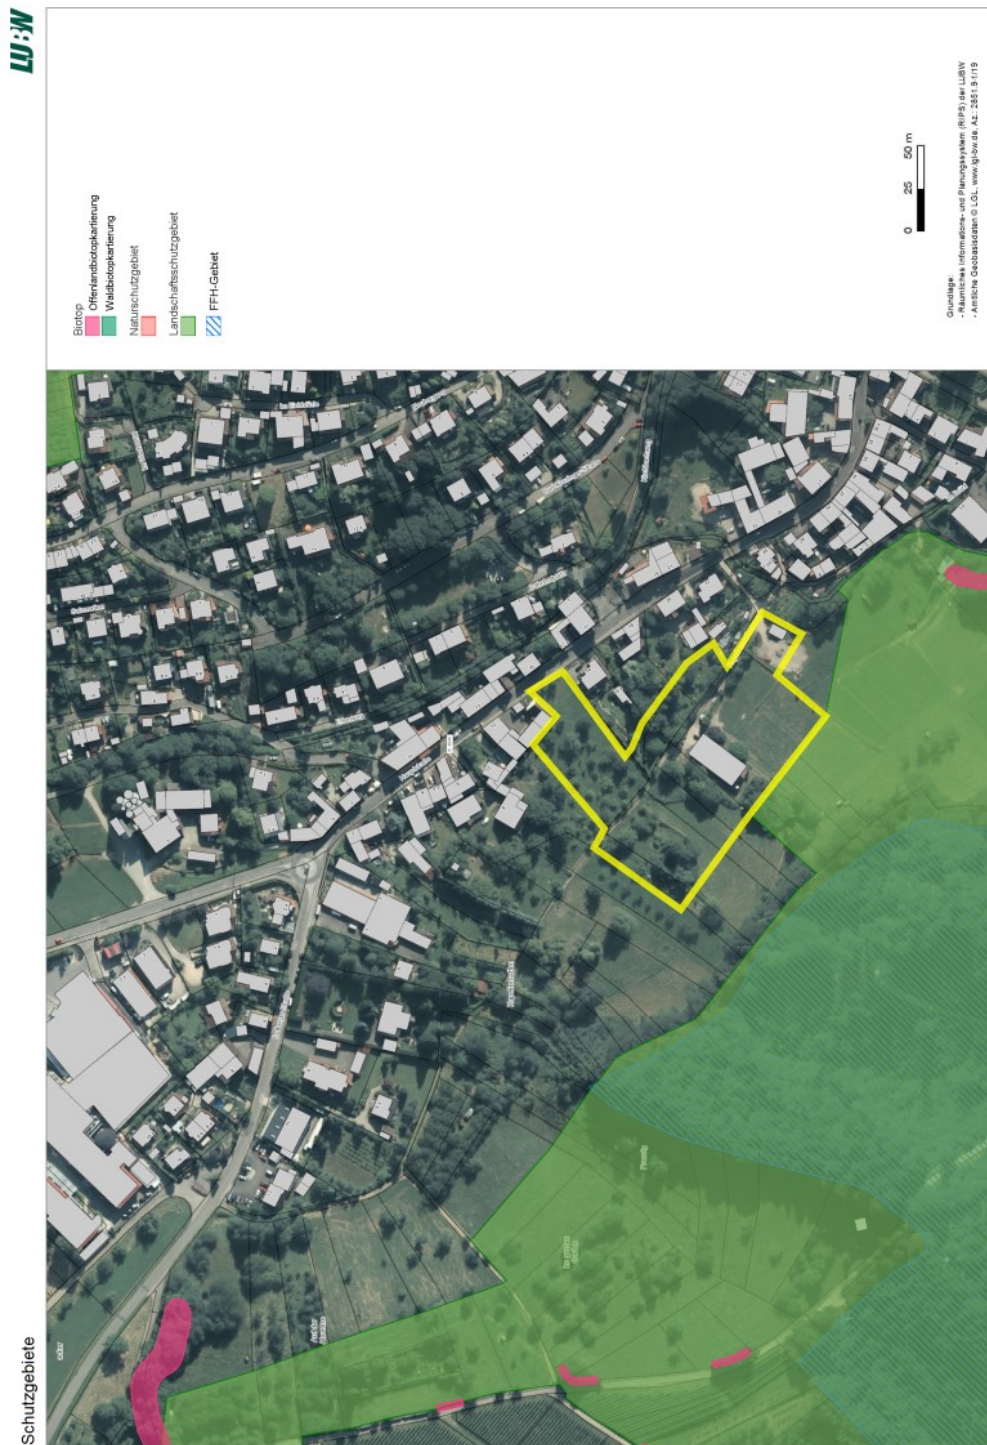 Schutzgebiete
LUBW
Biotop
Offenlandbiotopkartierung
Waldbiotopkartierung
Naturschutzgebiet
Landschaftsschutzgebiet
FFH-Gebiet
0 25 50 m
Grundlage:
- Räumliches Informations- und Planungssystem (RIPS) der LUBW
- Amtliche Geobasisdaten © LGL, www.lgl-bw.de, Az.: 2851.9-1/19